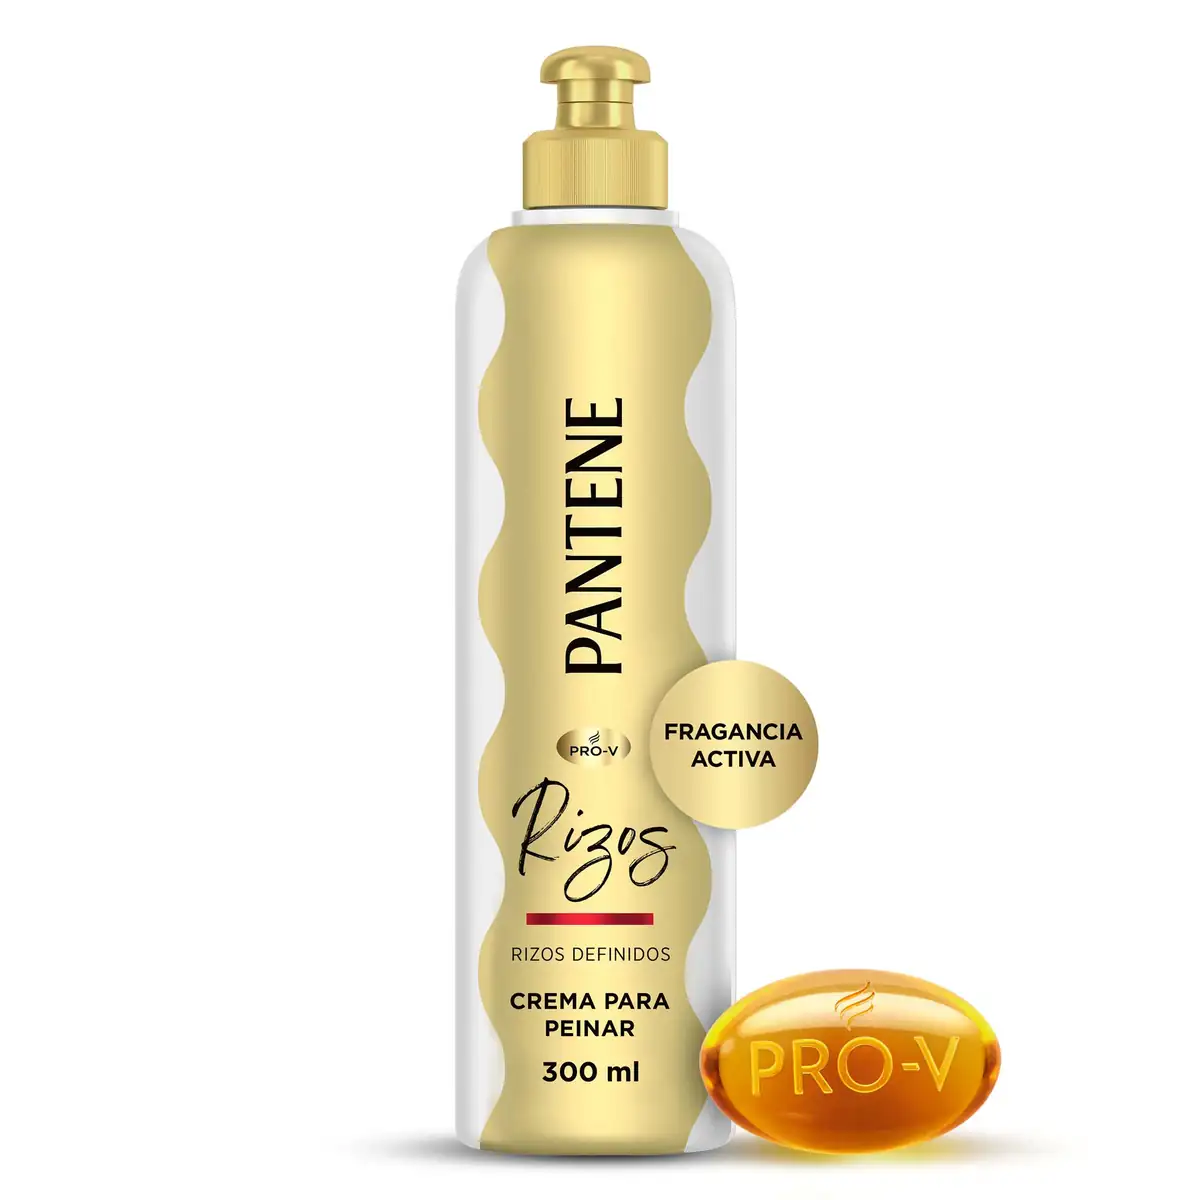 PANTENE
PRO-V
Rizos
RIZOS DEFINIDOS
CREMA PARA
PEINAR
300 ml
FRAGANCIA
ACTIVA
PRO-V